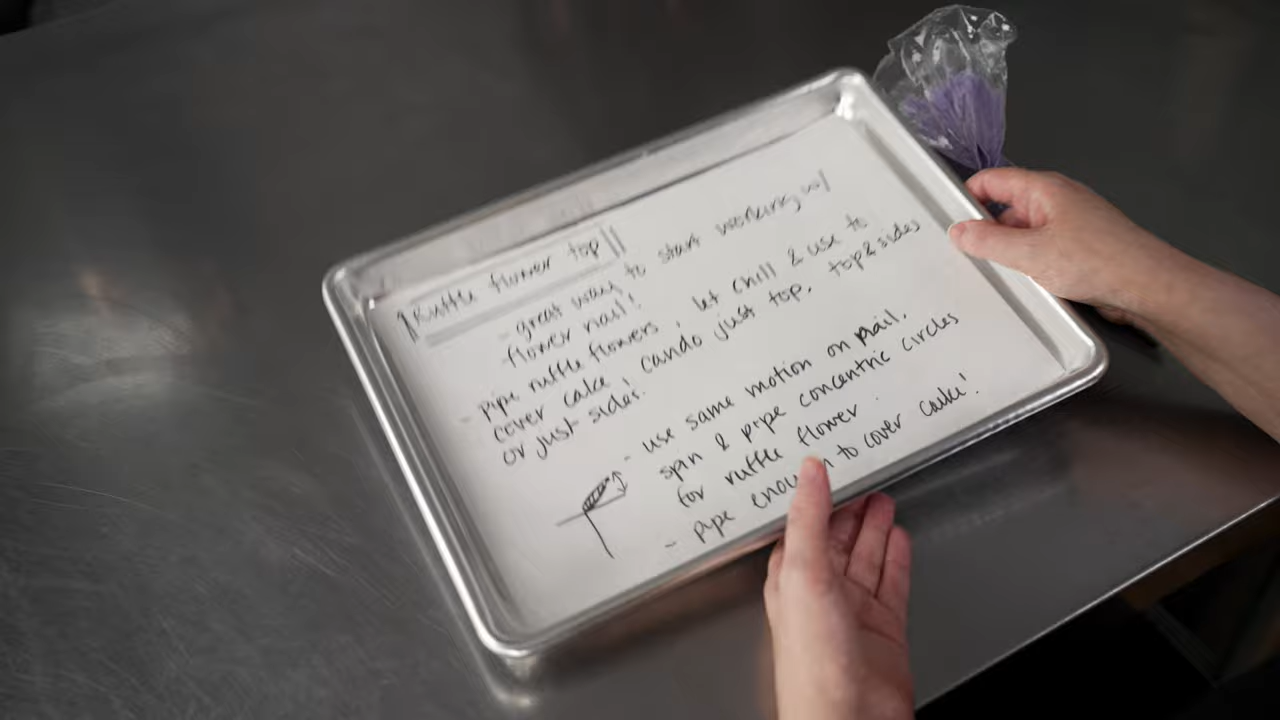 Ruffle flower top
- great way to start working w/
flower nail!
- pipe ruffle flowers, let chill & use to
cover cake. can do just top, top & sides
or just sides!
- use same motion on nail.
spin & pipe concentric circles
for ruffle flower.
- pipe to cover cake!